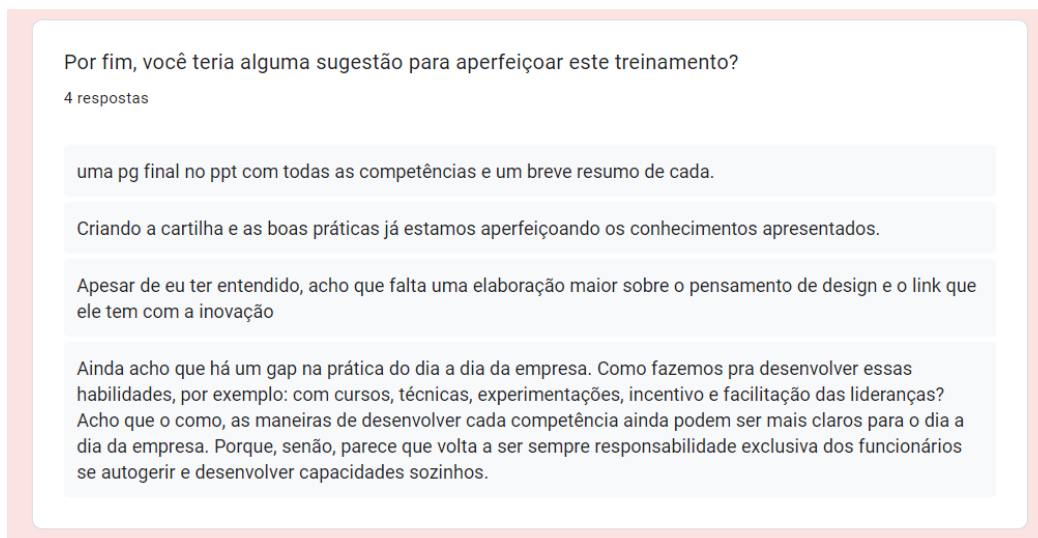 Por fim, você teria alguma sugestão para aperfeiçoar este treinamento?
4 respostas
uma pg final no ppt com todas as competências e um breve resumo de cada.
Criando a cartilha e as boas práticas já estamos aperfeiçoando os conhecimentos apresentados.
Apesar de eu ter entendido, acho que falta uma elaboração maior sobre o pensamento de design e o link que
ele tem com a inovação
Ainda acho que há um gap na prática do dia a dia da empresa. Como fazemos pra desenvolver essas
habilidades, por exemplo: com cursos, técnicas, experimentações, incentivo e facilitação das lideranças?
Acho que o como, as maneiras de desenvolver cada competência ainda podem ser mais claros para o dia a
dia da empresa. Porque, senão, parece que volta a ser sempre responsabilidade exclusiva dos funcionários
se autogerir e desenvolver capacidades sozinhos.